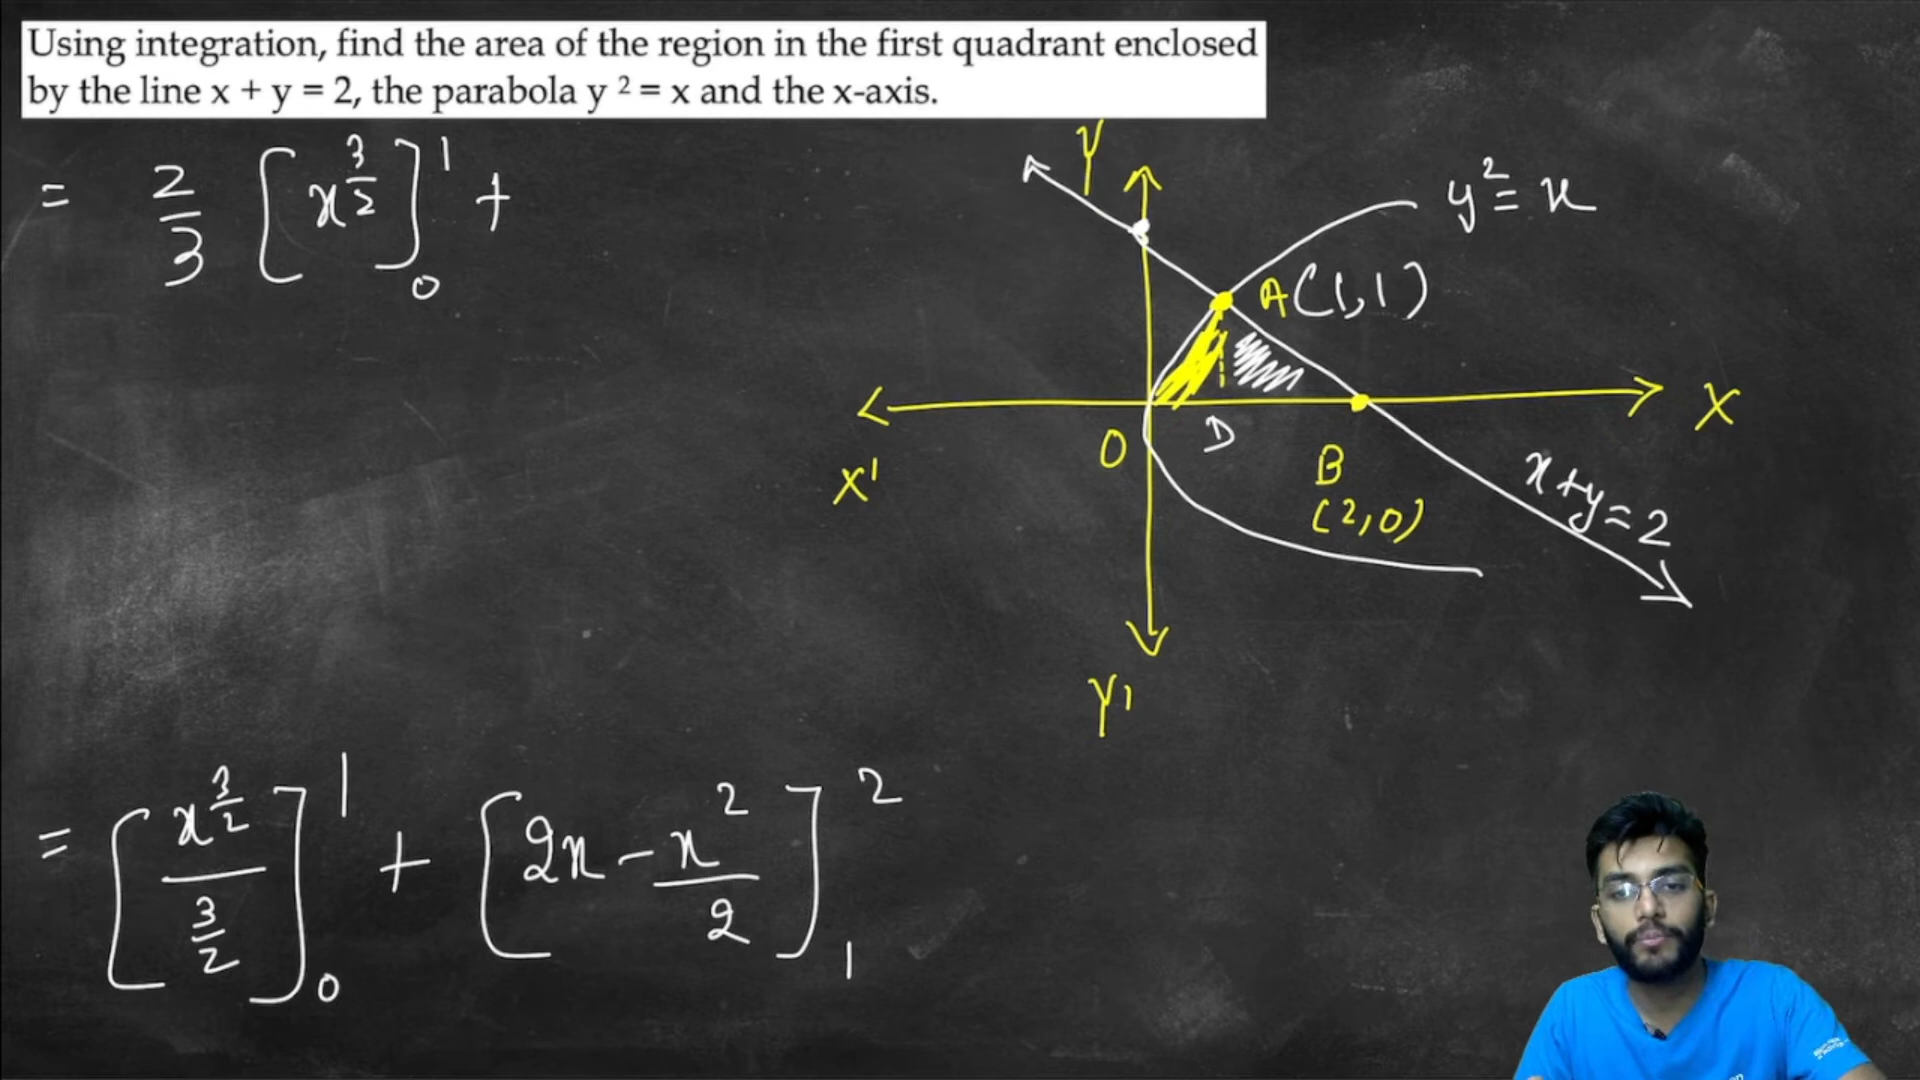 Using integration, find the area of the region in the first quadrant enclosed
by the line x + y = 2, the parabola y ² = x and the x-axis.
= 2/3 [x^(3/2)]₀¹ +
Y
y² = x
A(1,1)
X
O
D
X'
B
(2,0)
x+y=2
Y'
= [x^(3/2) / (3/2)]₀¹ + [2x - x²/2]₁²